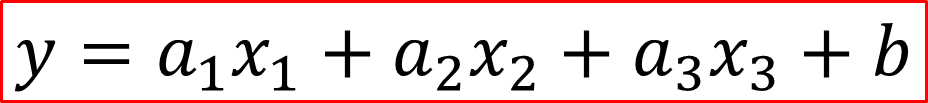 y = a₁x₁ + a₂x₂ + a₃x₃ + b